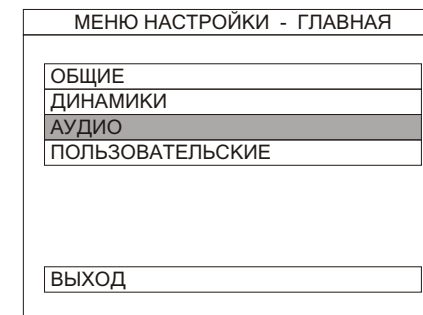 МЕНЮ НАСТРОЙКИ - ГЛАВНАЯ
ОБЩИЕ
ДИНАМИКИ
АУДИО
ПОЛЬЗОВАТЕЛЬСКИЕ
ВЫХОД